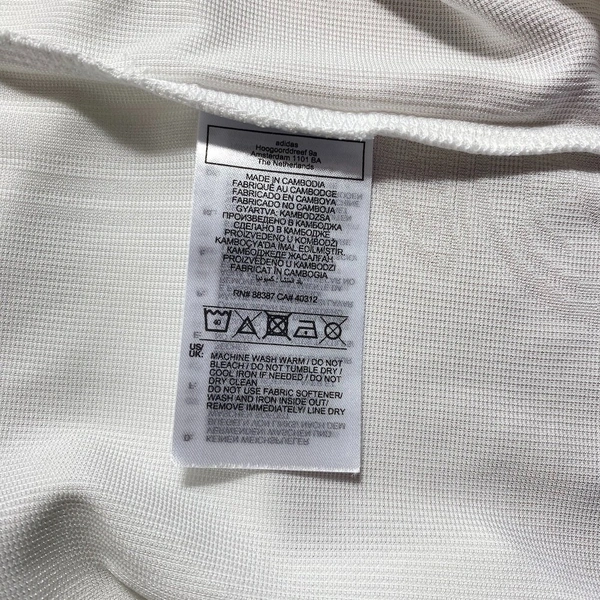 adidas
Hoogoorddreef 9a
Amsterdam 1101 BA
The Netherlands
MADE IN CAMBODIA
FABRIQUÉ AU CAMBODGE
FABRICADO EN CAMBOYA
FABRICADO NO CAMBOJA
GYÁRTVA: KAMBODZSA
ПРОИЗВЕДЕНО В КАМБОДЖА
СДЕЛАНО В КАМБОДЖЕ
PROIZVEDENO U KOMBODŽI
KAMBOÇYA'DA İMAL EDİLMİŞTİR.
КАМБОДЖЕДЕ ЖАСАЛҒАН.
PROIZVEDENO U KAMBODŽI
FABRICAT ÎN CAMBOGIA
RN# 88387 CA# 40312
40
US/
UK:
MACHINE WASH WARM / DO NOT
BLEACH / DO NOT TUMBLE DRY /
COOL IRON IF NEEDED / DO NOT
DRY CLEAN
DO NOT USE FABRIC SOFTENER/
WASH AND IRON INSIDE OUT/
REMOVE IMMEDIATELY/ LINE DRY